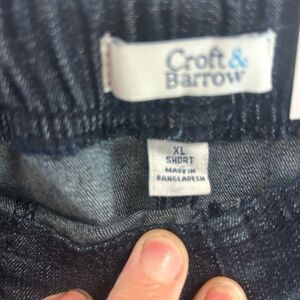 Croft &
Barrow
XL
SHORT
MADE IN
BANGLADESH